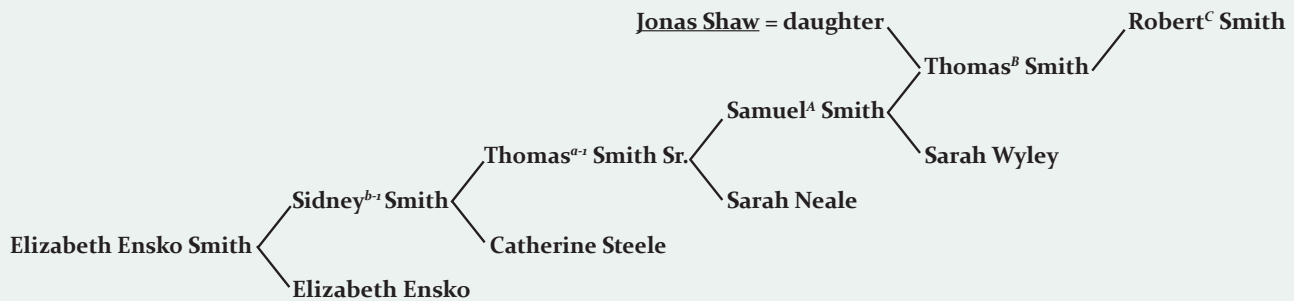 Jonas Shaw = daughter
Robert^C Smith
Thomas^B Smith
Samuel^A Smith
Thomas^a-1 Smith Sr.
Sarah Wyley
Sidney^b-1 Smith
Sarah Neale
Elizabeth Ensko Smith
Catherine Steele
Elizabeth Ensko